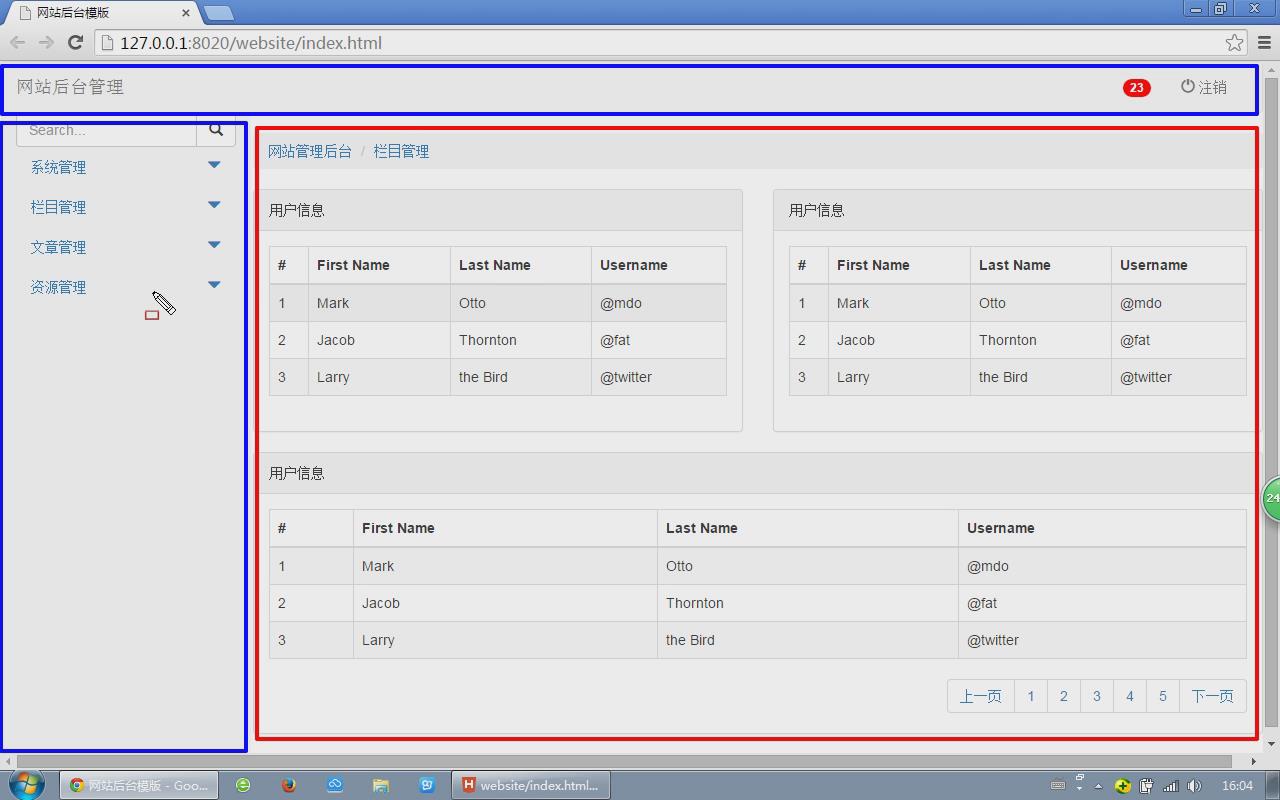 网站后台模版
127.0.0.1:8020/website/index.html
网站后台管理
23 注销
Search...
系统管理
栏目管理
文章管理
资源管理
网站管理后台 / 栏目管理
用户信息
# First Name Last Name Username
1 Mark Otto @mdo
2 Jacob Thornton @fat
3 Larry the Bird @twitter
用户信息
# First Name Last Name Username
1 Mark Otto @mdo
2 Jacob Thornton @fat
3 Larry the Bird @twitter
用户信息
# First Name Last Name Username
1 Mark Otto @mdo
2 Jacob Thornton @fat
3 Larry the Bird @twitter
上一页 1 2 3 4 5 下一页
24
网站后台模版 - Goo...
H website/index.html...
16:04